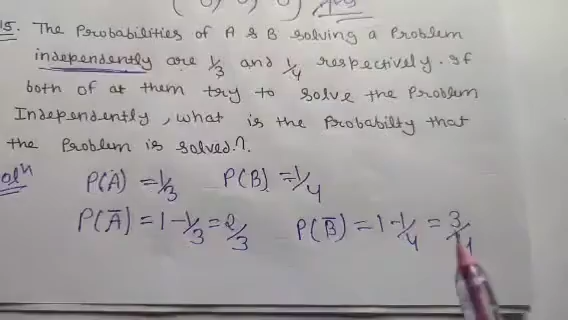 15. The Probabilities of A & B solving a Problem
independently are 1/3 and 1/4 respectively. If
both of at them try to solve the Problem
Independently, what is the Probabilty that
the Problem is solved.?
Solⁿ P(A) = 1/3 P(B) = 1/4
P(A̅) = 1 - 1/3 = 2/3 P(B̅) = 1 - 1/4 = 3/4